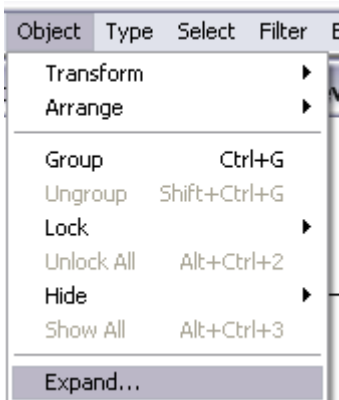 Object Type Select Filter E
Transform
Arrange
Group Ctrl+G
Ungroup Shift+Ctrl+G
Lock
Unlock All Alt+Ctrl+2
Hide
Show All Alt+Ctrl+3
Expand...